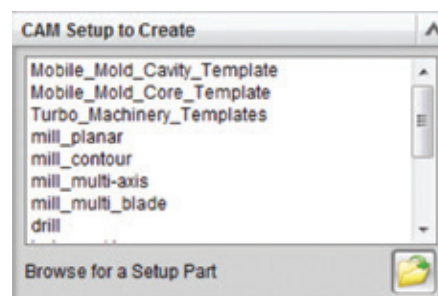 CAM Setup to Create
Mobile_Mold_Cavity_Template
Mobile_Mold_Core_Template
Turbo_Machinery_Templates
mill_planar
mill_contour
mill_multi-axis
mill_multi_blade
drill
Browse for a Setup Part